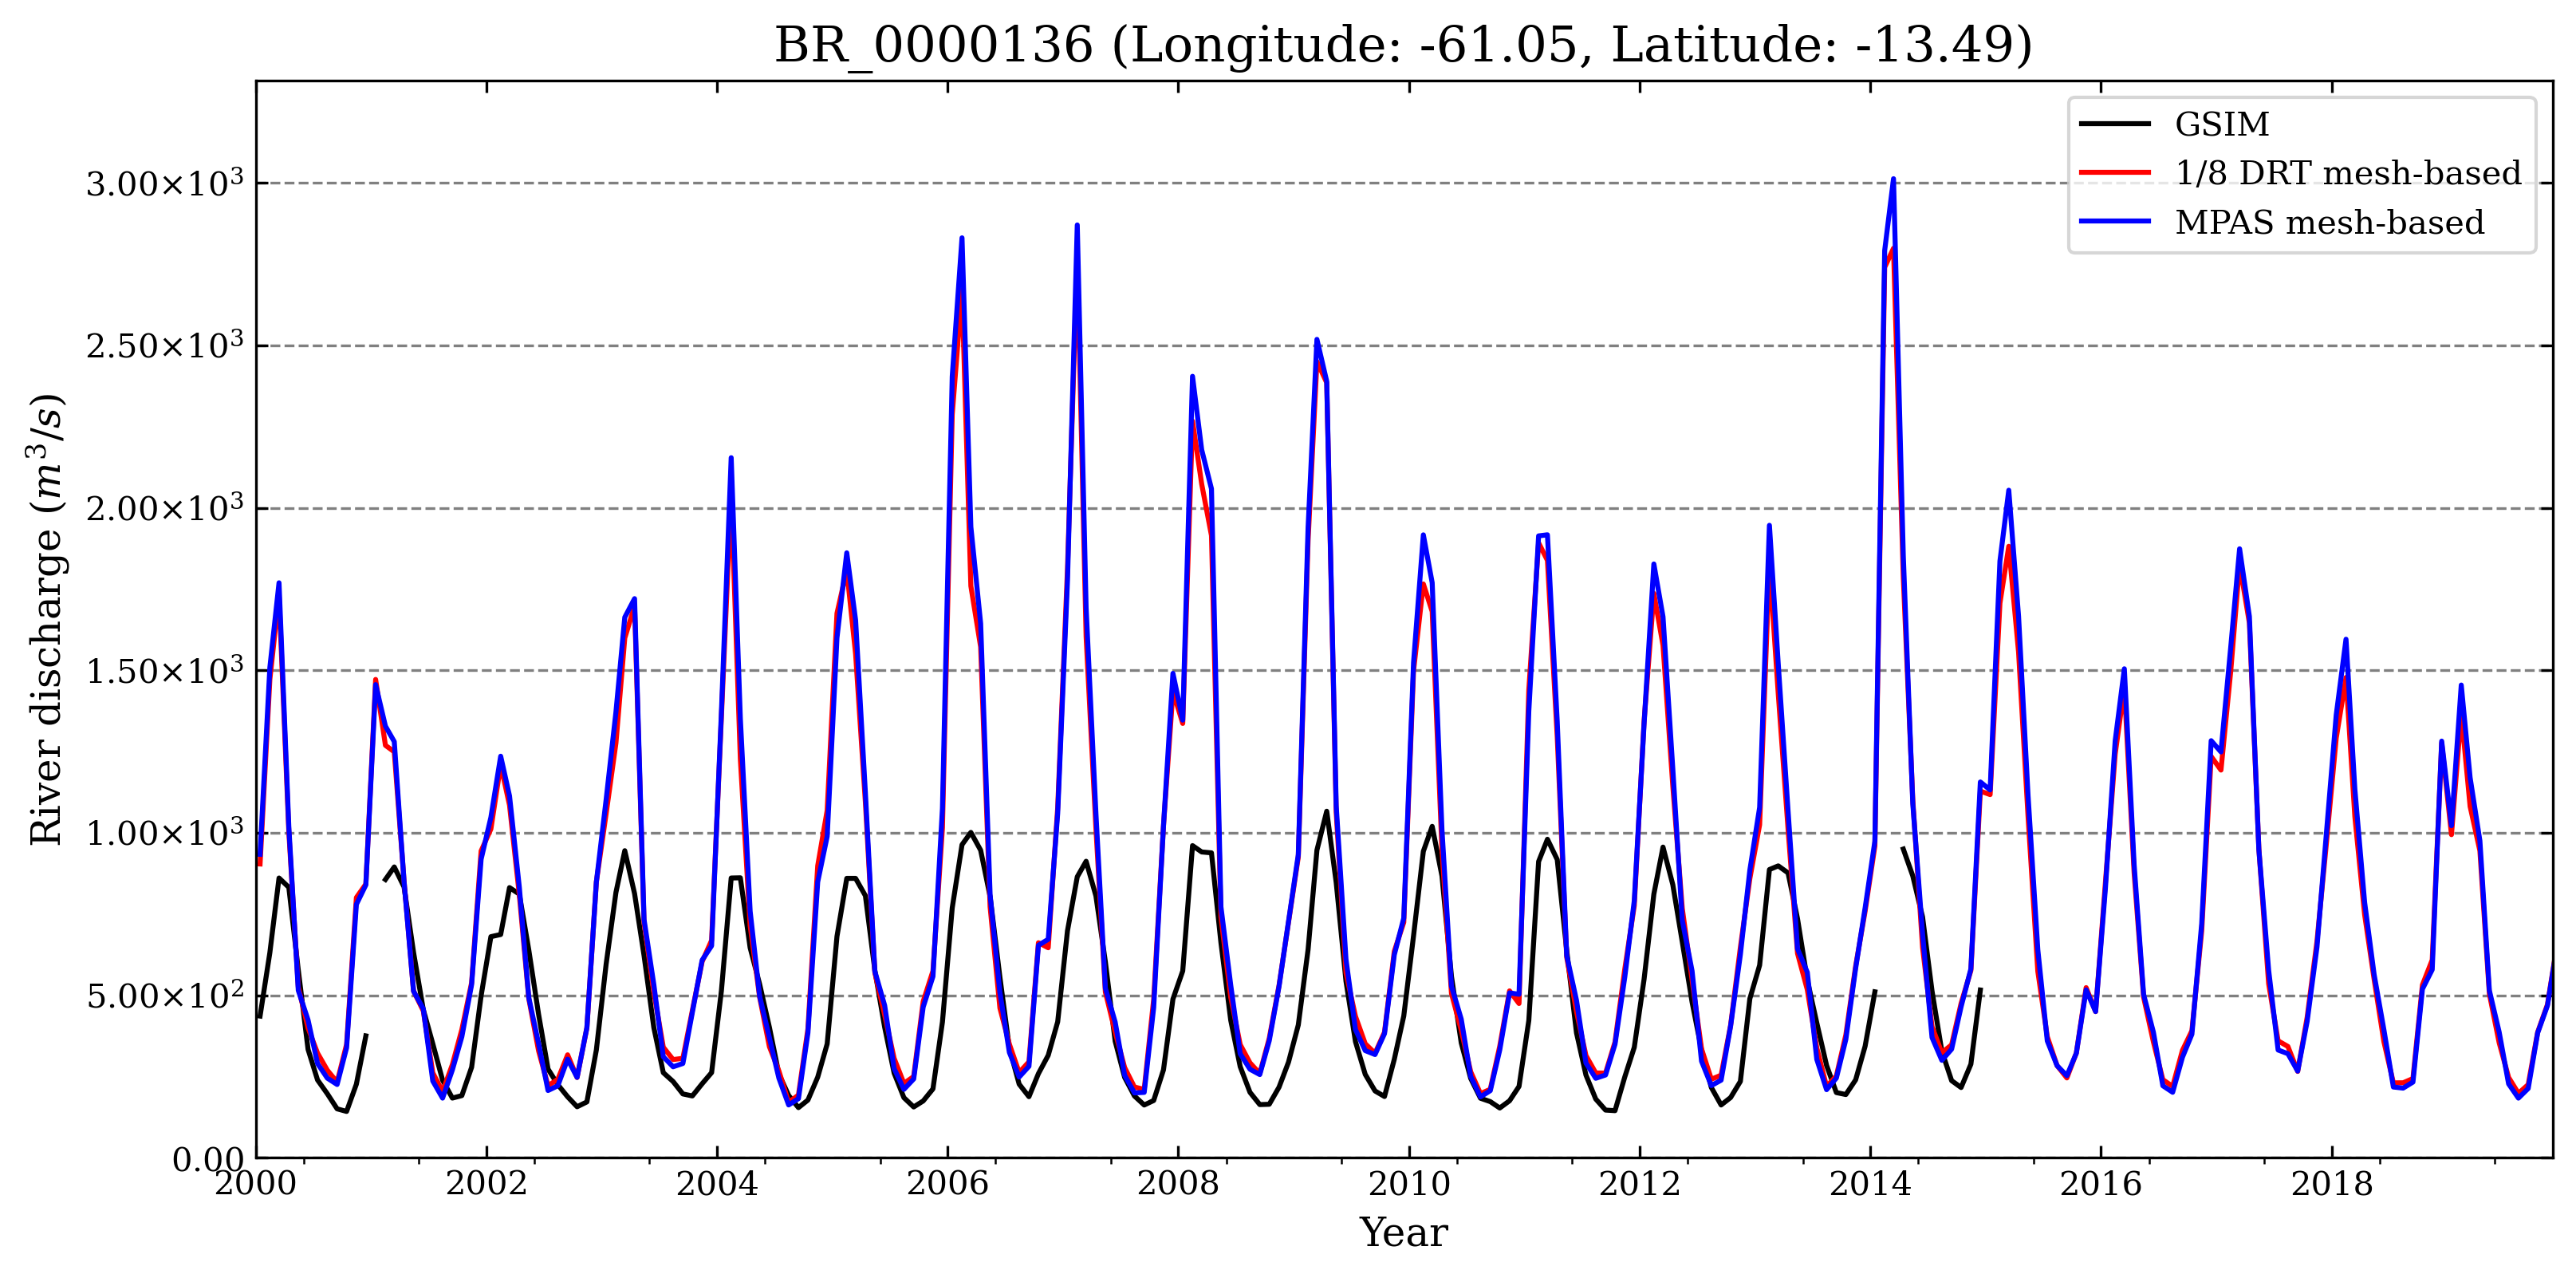 BR_0000136 (Longitude: -61.05, Latitude: -13.49)
GSIM
1/8 DRT mesh-based
MPAS mesh-based
River discharge (m³/s)
3.00×10³
2.50×10³
2.00×10³
1.50×10³
1.00×10³
5.00×10²
0.00
2000 2002 2004 2006 2008 2010 2012 2014 2016 2018
Year